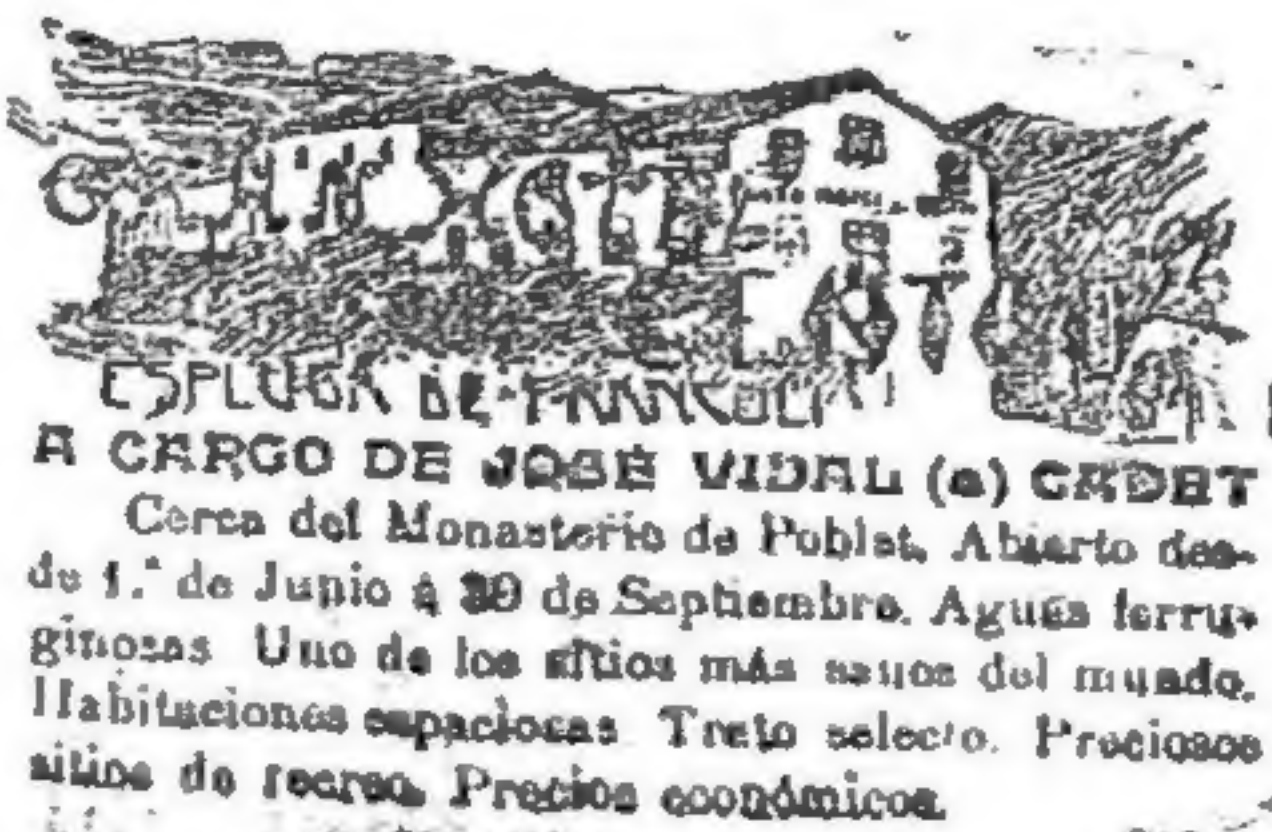 ESPLUGA DE FRANCOLI
A CARGO DE JOSÉ VIDAL (a) CADET
Cerca del Monasterio de Poblet. Abierto des-
de 1.º de Junio á 30 de Septiembre. Aguas ferru-
ginosas Uno de los sitios más sanos del mundo.
Habitaciones espaciosas Trato selecto. Preciosos
sitios de recreo. Precios económicos.